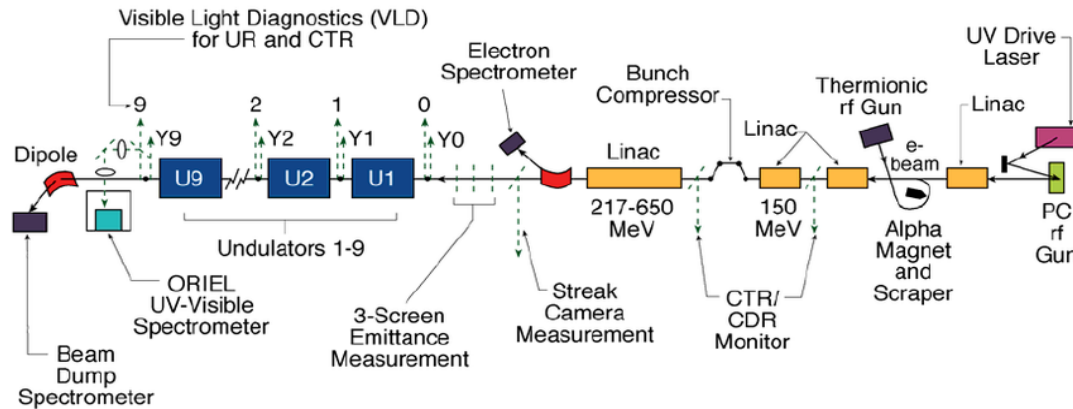 Visible Light Diagnostics (VLD)
for UR and CTR
Electron
Spectrometer
Bunch
Compressor
UV Drive
Laser
Thermionic
rf Gun
Linac
Linac
e-
beam
9
2
1
0
Y9
Y2
Y1
Y0
Dipole
Linac
U9
U2
U1
217-650
MeV
150
MeV
PC
rf
Gun
Alpha
Magnet
and
Scraper
Undulators 1-9
ORIEL
UV-Visible
Spectrometer
3-Screen
Emittance
Measurement
Streak
Camera
Measurement
CTR/
CDR
Monitor
Beam
Dump
Spectrometer